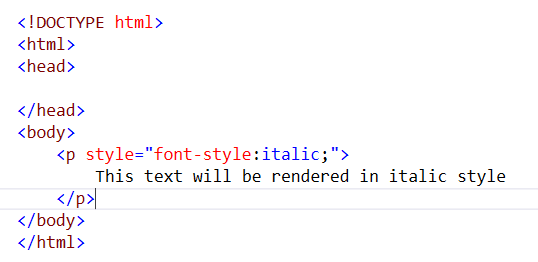 <!DOCTYPE html>
<html>
<head>
</head>
<body>
<p style="font-style:italic;">
This text will be rendered in italic style
</p>
</body>
</html>